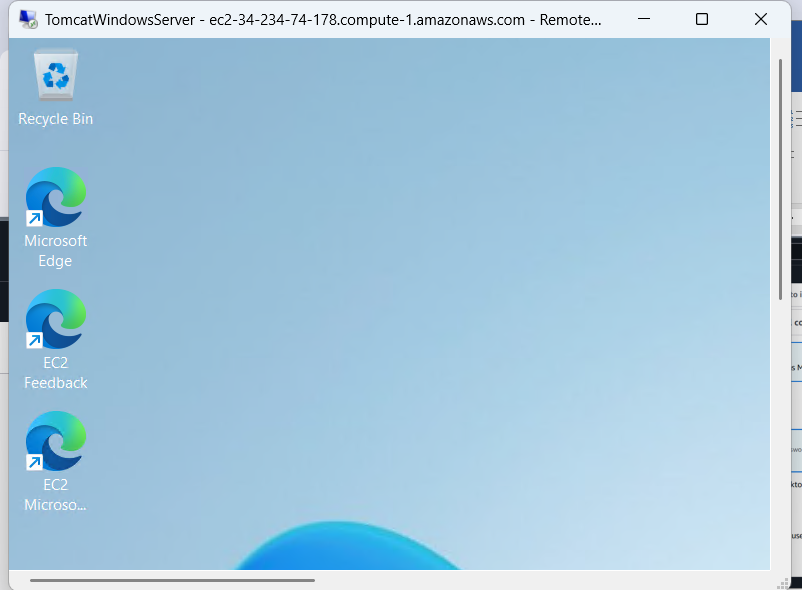 TomcatWindowsServer - ec2-34-234-74-178.compute-1.amazonaws.com - Remote...
Recycle Bin
Microsoft
Edge
EC2
Feedback
EC2
Microso...